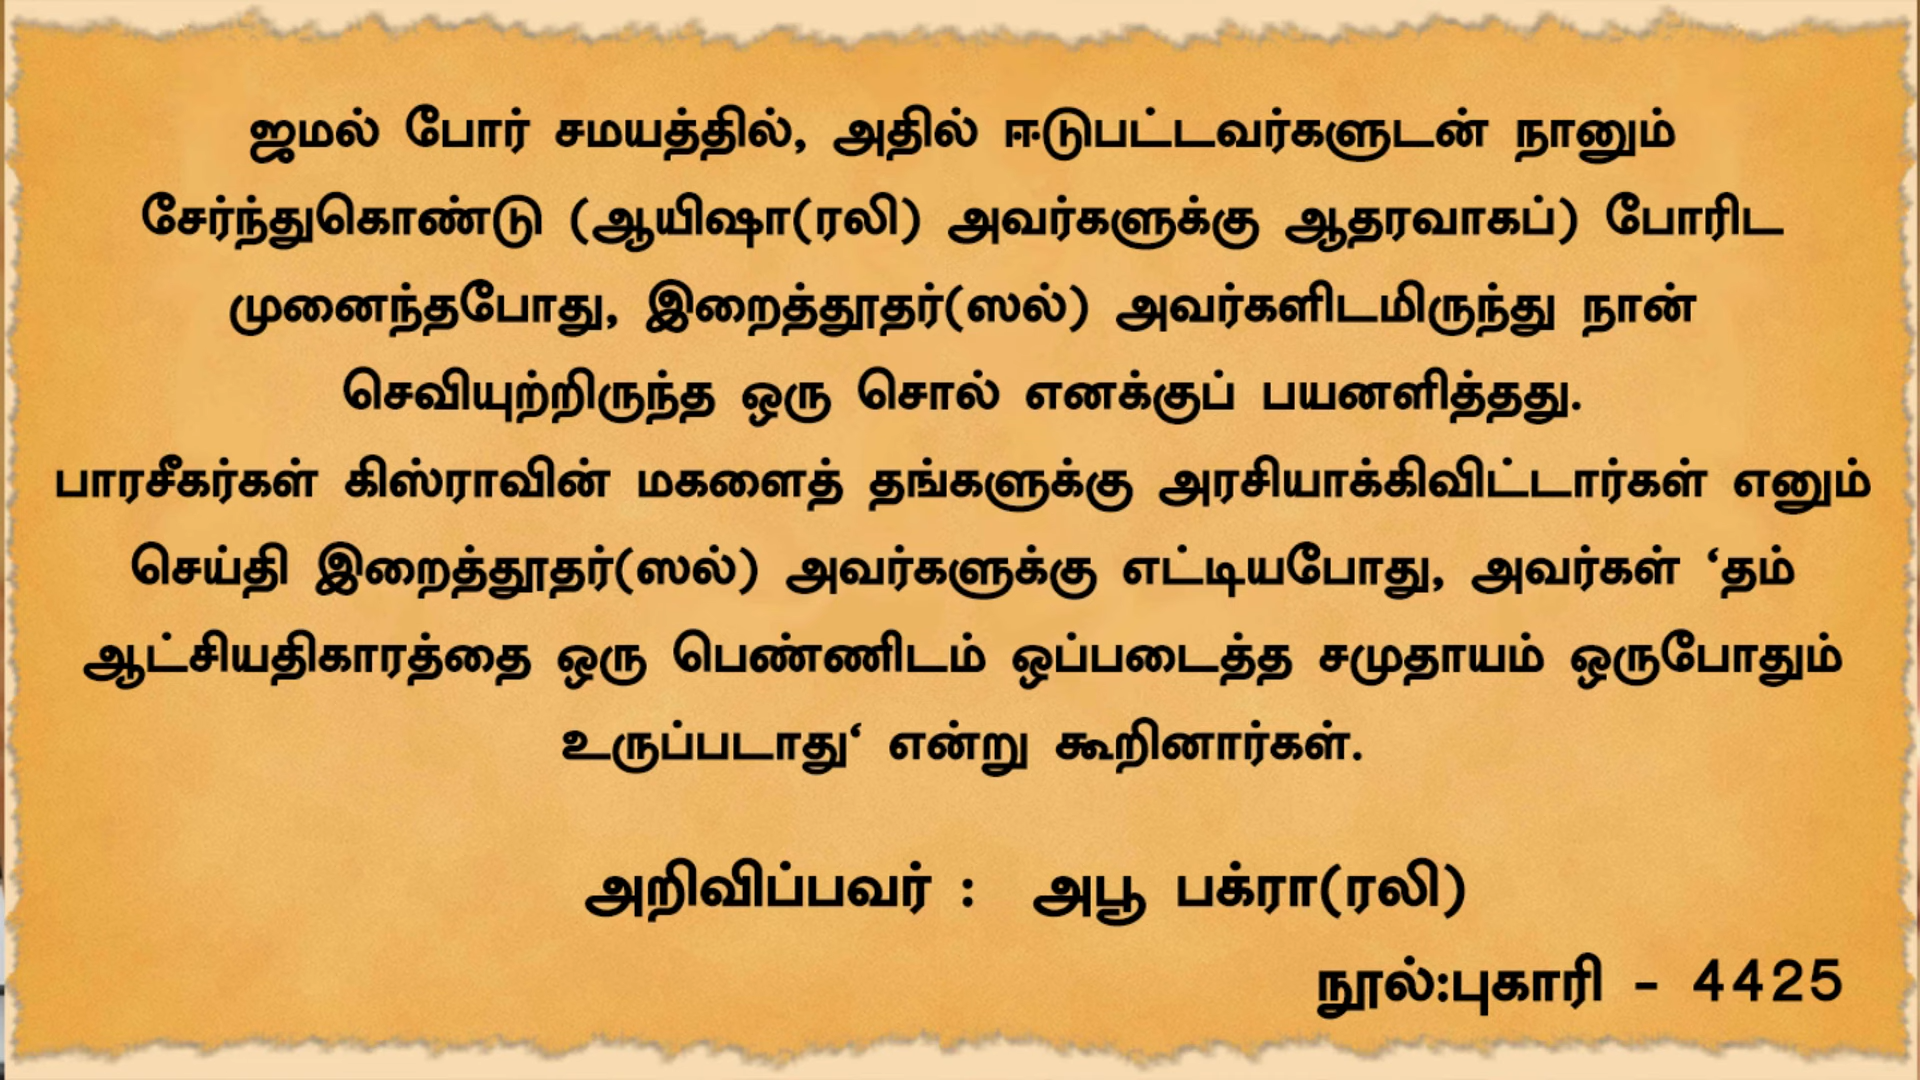 ஜமல் போர் சமயத்தில், அதில் ஈடுபட்டவர்களுடன் நானும்
சேர்ந்துகொண்டு (ஆயிஷா(ரலி) அவர்களுக்கு ஆதரவாகப்) போரிட
முனைந்தபோது, இறைத்தூதர்(ஸல்) அவர்களிடமிருந்து நான்
செவியுற்றிருந்த ஒரு சொல் எனக்குப் பயனளித்தது.
பாரசீகர்கள் கிஸ்ராவின் மகளைத் தங்களுக்கு அரசியாக்கிவிட்டார்கள் எனும்
செய்தி இறைத்தூதர்(ஸல்) அவர்களுக்கு எட்டியபோது, அவர்கள் ‘தம்
ஆட்சியதிகாரத்தை ஒரு பெண்ணிடம் ஒப்படைத்த சமுதாயம் ஒருபோதும்
உருப்படாது‘ என்று கூறினார்கள்.
அறிவிப்பவர் : அபூ பக்ரா(ரலி)
நூல்:புகாரி - 4425